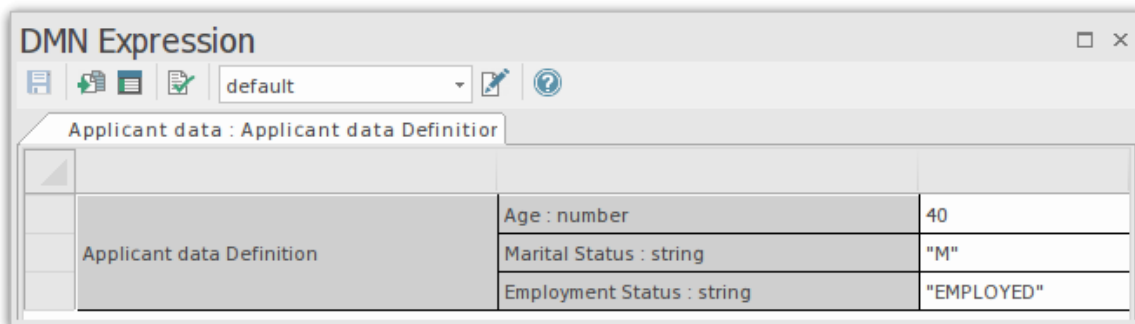 DMN Expression
default
Applicant data : Applicant data Definitior
Age : number 40
Applicant data Definition Marital Status : string "M"
Employment Status : string "EMPLOYED"